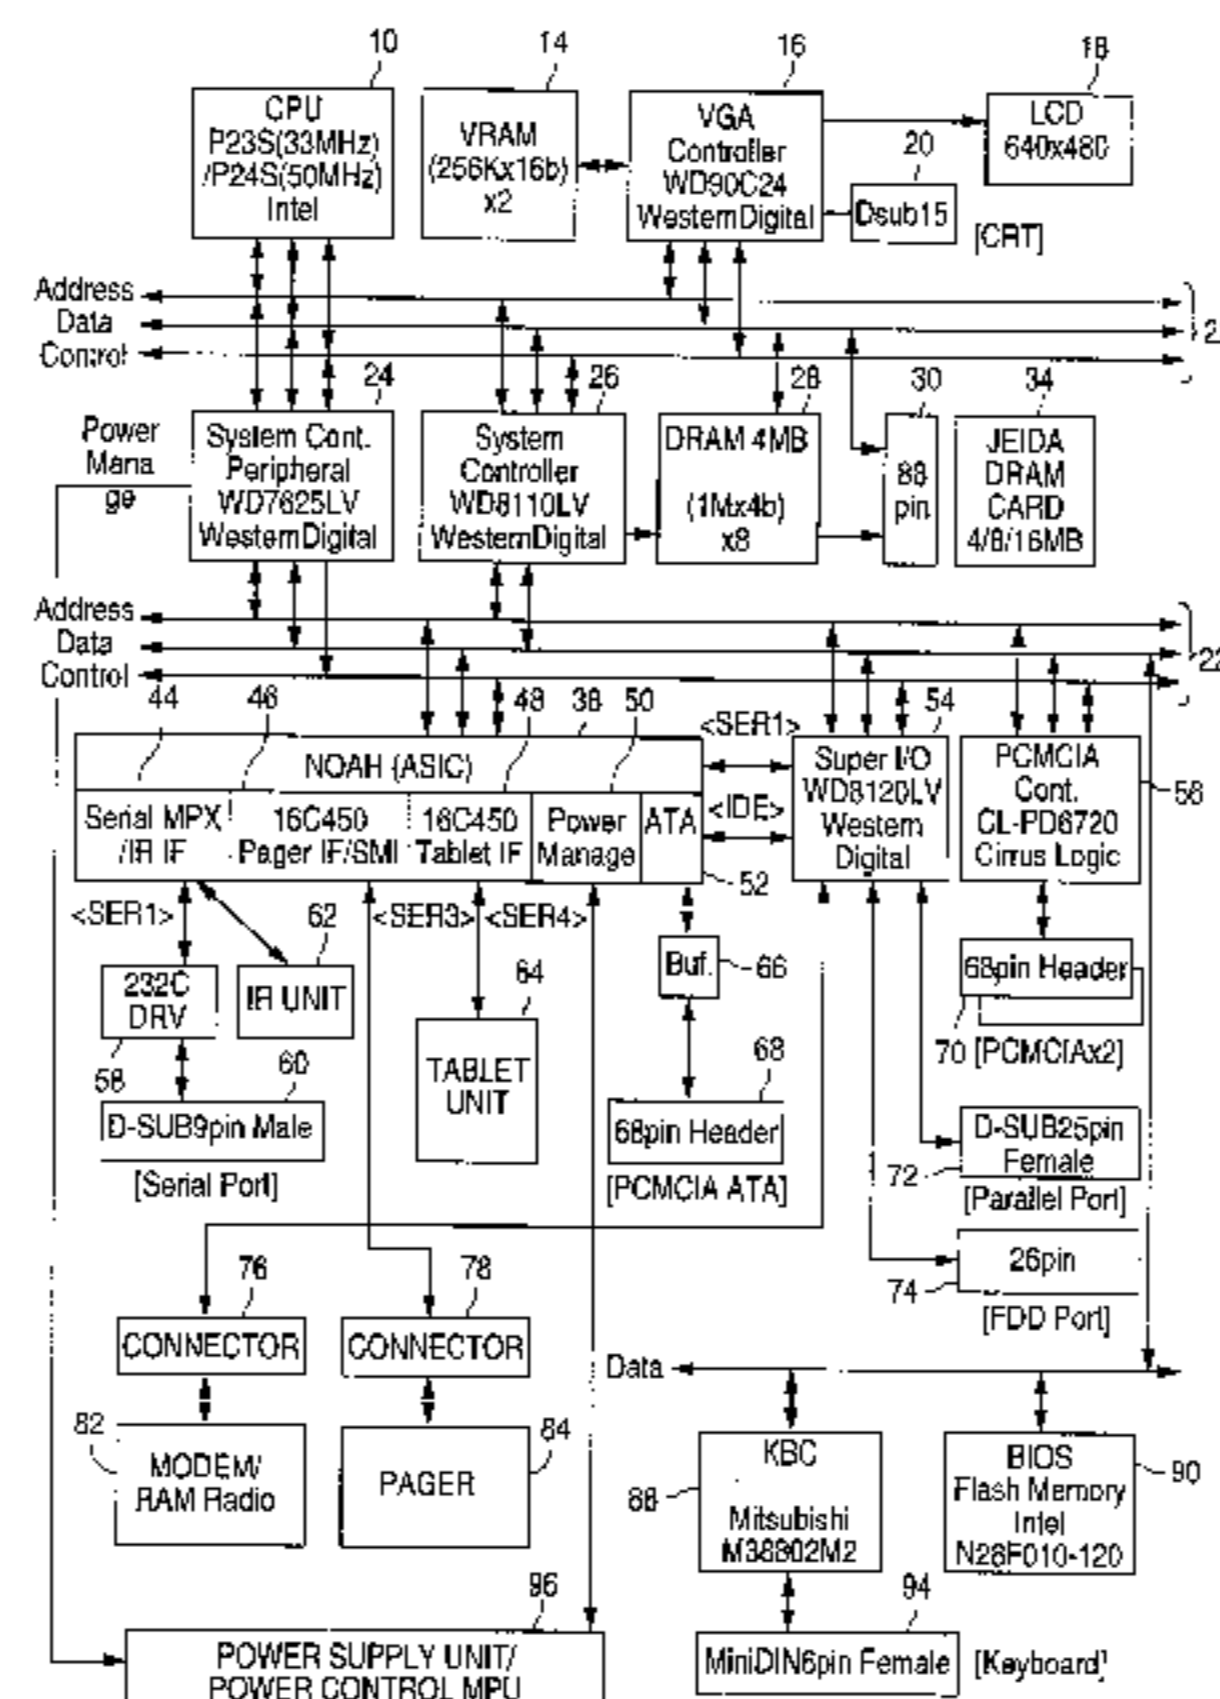 10
14
16
18
CPU
P23S(33MHz)
/P24S(50MHz)
Intel
VRAM
(256Kx16b)
x2
VGA
Controller
WD90C24
WesternDigital
LCD
640x480
20
Dsub15
[CRT]
Address
Data
Control
2
24
26
28
30
34
Power
Mana
ge
System Cont.
Peripheral
WD7625LV
WesternDigital
System
Controller
WD8110LV
WesternDigital
DRAM 4MB
(1Mx4b)
x8
88
pin
JEIDA
DRAM
CARD
4/8/16MB
Address
Data
Control
22
44
46
48
38
50
<SER1>
54
NOAH (ASIC)
Serial MPX
/IR IF
16C450
Pager IF/SMI
16C450
Tablet IF
Power
Manage
ATA
<IDE>
Super I/O
WD8120LV
Western
Digital
PCMCIA
Cont.
CL-PD6720
Cirrus Logic
56
52
<SER1>
62
<SER3>
<SER4>
232C
DRV
IR UNIT
64
Buf.
66
68pin Header
58
60
TABLET
UNIT
68
70
[PCMCIAx2]
D-SUB9pin Male
[Serial Port]
68pin Header
[PCMCIA ATA]
D-SUB25pin
Female
72
[Parallel Port]
76
78
26pin
74
[FDD Port]
CONNECTOR
CONNECTOR
Data
82
MODEM/
RAM Radio
PAGER
84
KBC
Mitsubishi
M38802M2
88
BIOS
Flash Memory
Intel
N28F010-120
90
96
94
POWER SUPPLY UNIT/
POWER CONTROL MPU
MiniDIN6pin Female
[Keyboard]